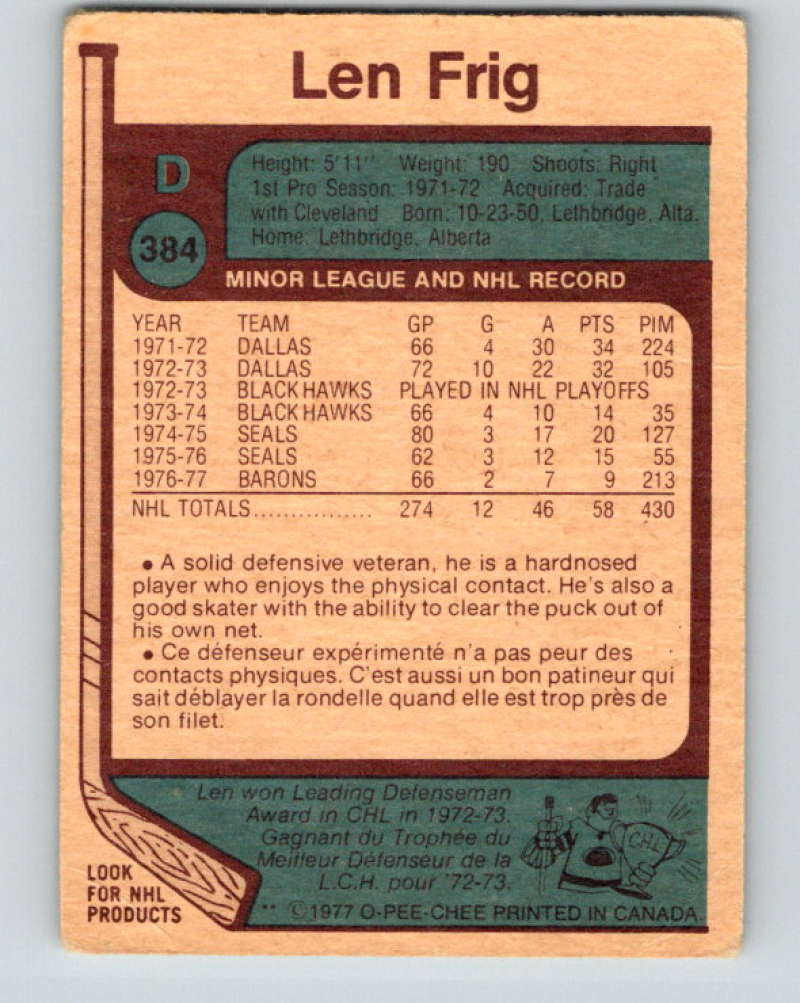 Len Frig
D
384
Height: 5'11" Weight: 190 Shoots: Right
1st Pro Season: 1971-72 Acquired: Trade
with Cleveland Born: 10-23-50, Lethbridge, Alta.
Home: Lethbridge, Alberta
MINOR LEAGUE AND NHL RECORD
YEAR TEAM GP G A PTS PIM
1971-72 DALLAS 66 4 30 34 224
1972-73 DALLAS 72 10 22 32 105
1972-73 BLACK HAWKS PLAYED IN NHL PLAYOFFS
1973-74 BLACK HAWKS 66 4 10 14 35
1974-75 SEALS 80 3 17 20 127
1975-76 SEALS 62 3 12 15 55
1976-77 BARONS 66 2 7 9 213
NHL TOTALS................ 274 12 46 58 430
• A solid defensive veteran, he is a hardnosed
player who enjoys the physical contact. He's also a
good skater with the ability to clear the puck out of
his own net.
• Ce défenseur expérimenté n'a pas peur des
contacts physiques. C'est aussi un bon patineur qui
sait déblayer la rondelle quand elle est trop près de
son filet.
Len won Leading Defenseman
Award in CHL in 1972-73.
Gagnant du Trophée du
Meilleur Défenseur de la
L.C.H. pour '72-73.
CHL
LOOK
FOR NHL
PRODUCTS
** ©1977 O-PEE-CHEE PRINTED IN CANADA.